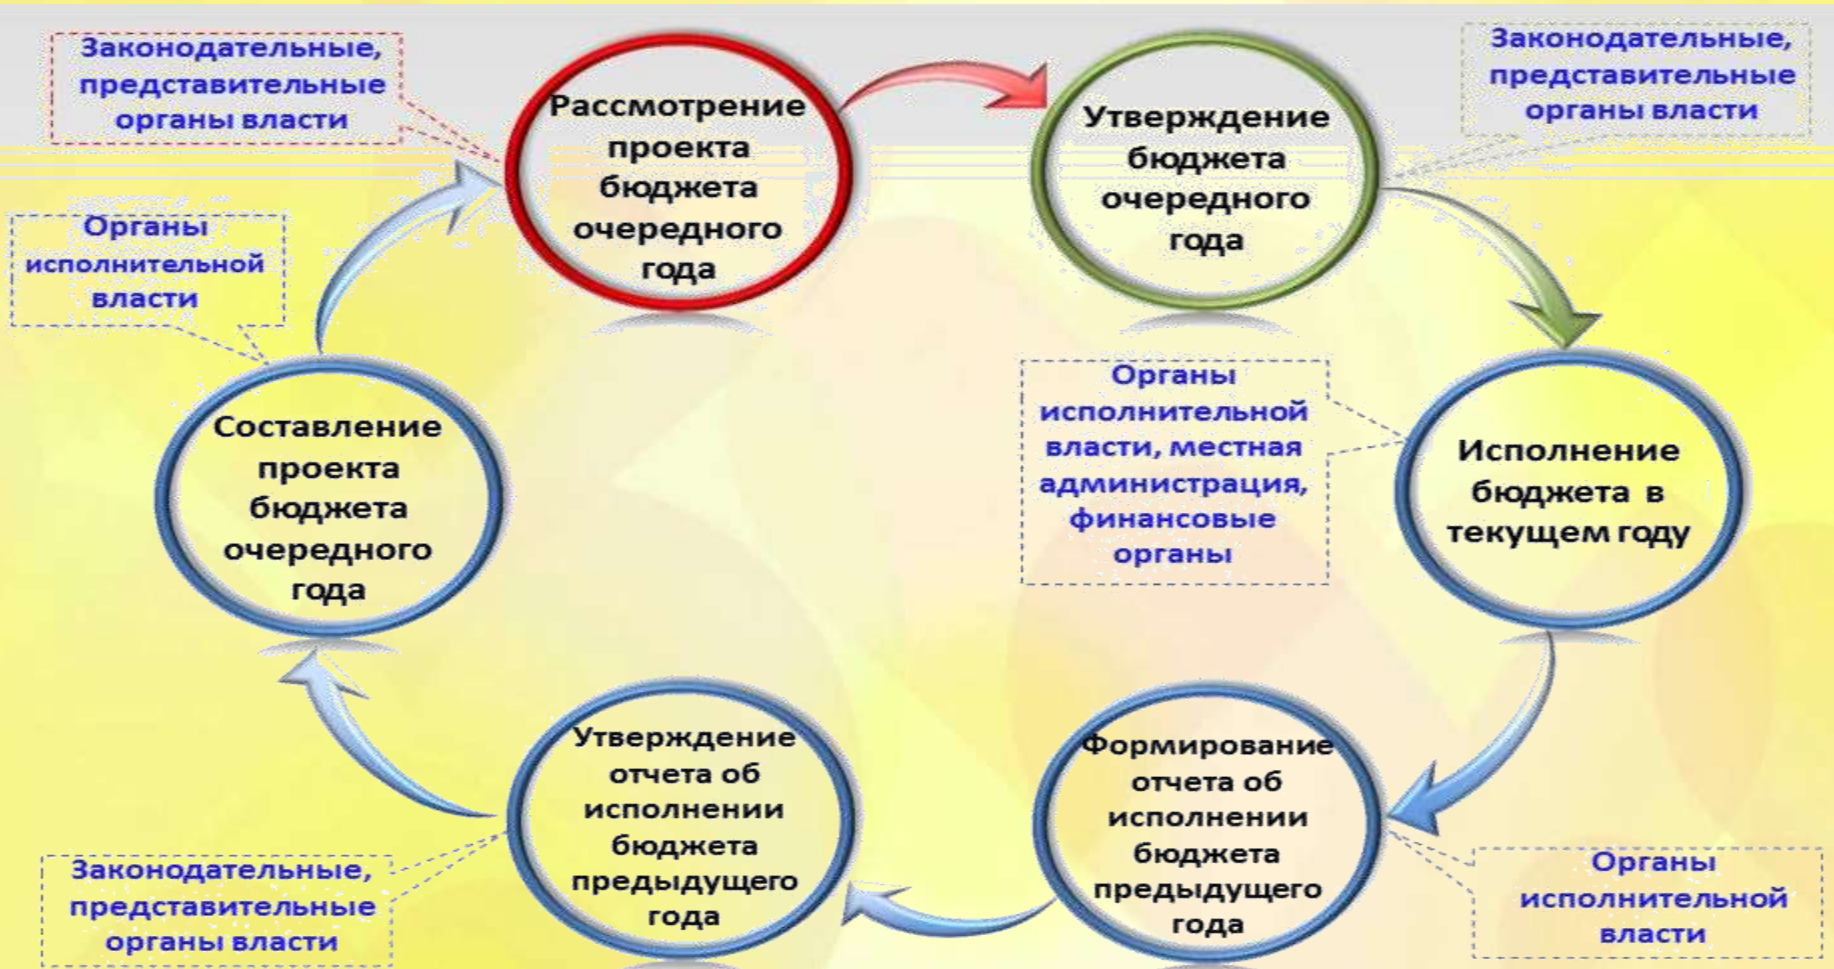 Законодательные,
представительные
органы власти
Рассмотрение
проекта
бюджета
очередного
года
Утверждение
бюджета
очередного
года
Законодательные,
представительные
органы власти
Органы
исполнительной
власти
Составление
проекта
бюджета
очередного
года
Органы
исполнительной
власти, местная
администрация,
финансовые
органы
Исполнение
бюджета в
текущем году
Законодательные,
представительные
органы власти
Утверждение
отчета об
исполнении
бюджета
предыдущего
года
Формирование
отчета об
исполнении
бюджета
предыдущего
года
Органы
исполнительной
власти